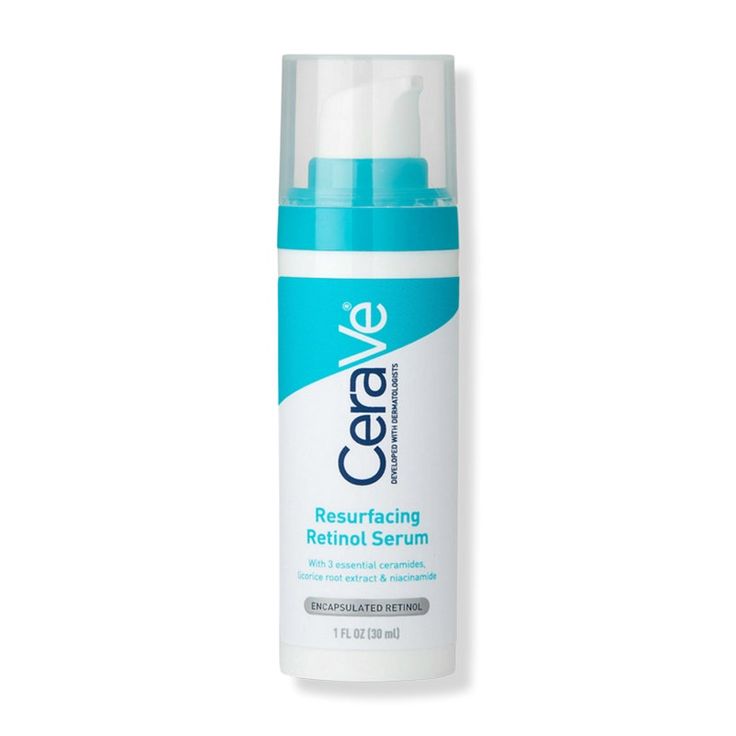 CeraVe®
DEVELOPED WITH DERMATOLOGISTS
Resurfacing
Retinol Serum
With 3 essential ceramides,
licorice root extract & niacinamide
ENCAPSULATED RETINOL
1 FL OZ (30 ml)